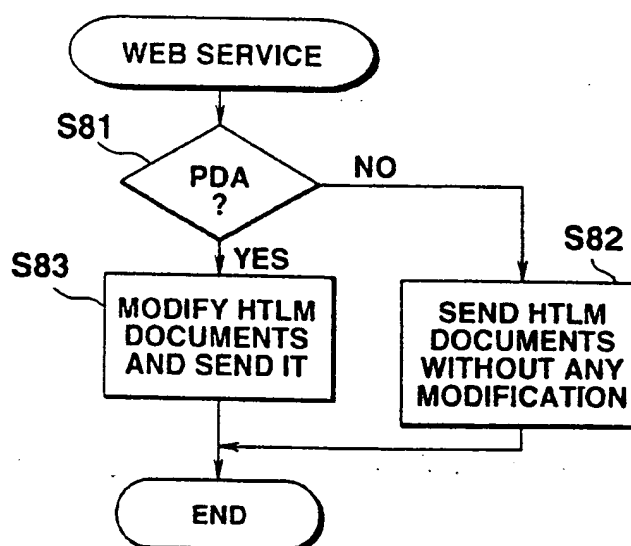 WEB SERVICE
S81
PDA
?
NO
YES
S83
MODIFY HTLM
DOCUMENTS
AND SEND IT
S82
SEND HTLM
DOCUMENTS
WITHOUT ANY
MODIFICATION
END